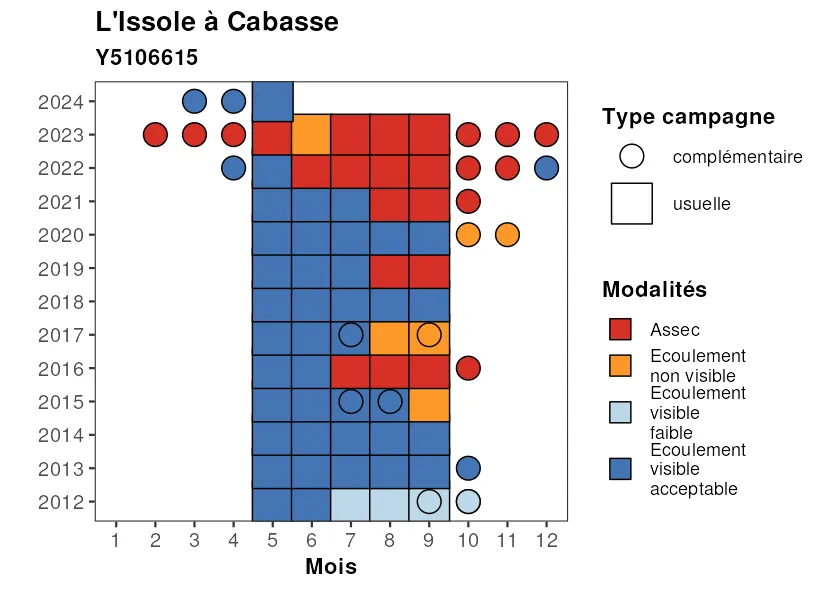 L'Issole à Cabasse
Y5106615
2024
2023
2022
2021
2020
2019
2018
2017
2016
2015
2014
2013
2012
1 2 3 4 5 6 7 8 9 10 11 12
Mois
Type campagne
complémentaire
usuelle
Modalités
Assec
Ecoulement
non visible
Ecoulement
visible
faible
Ecoulement
visible
acceptable